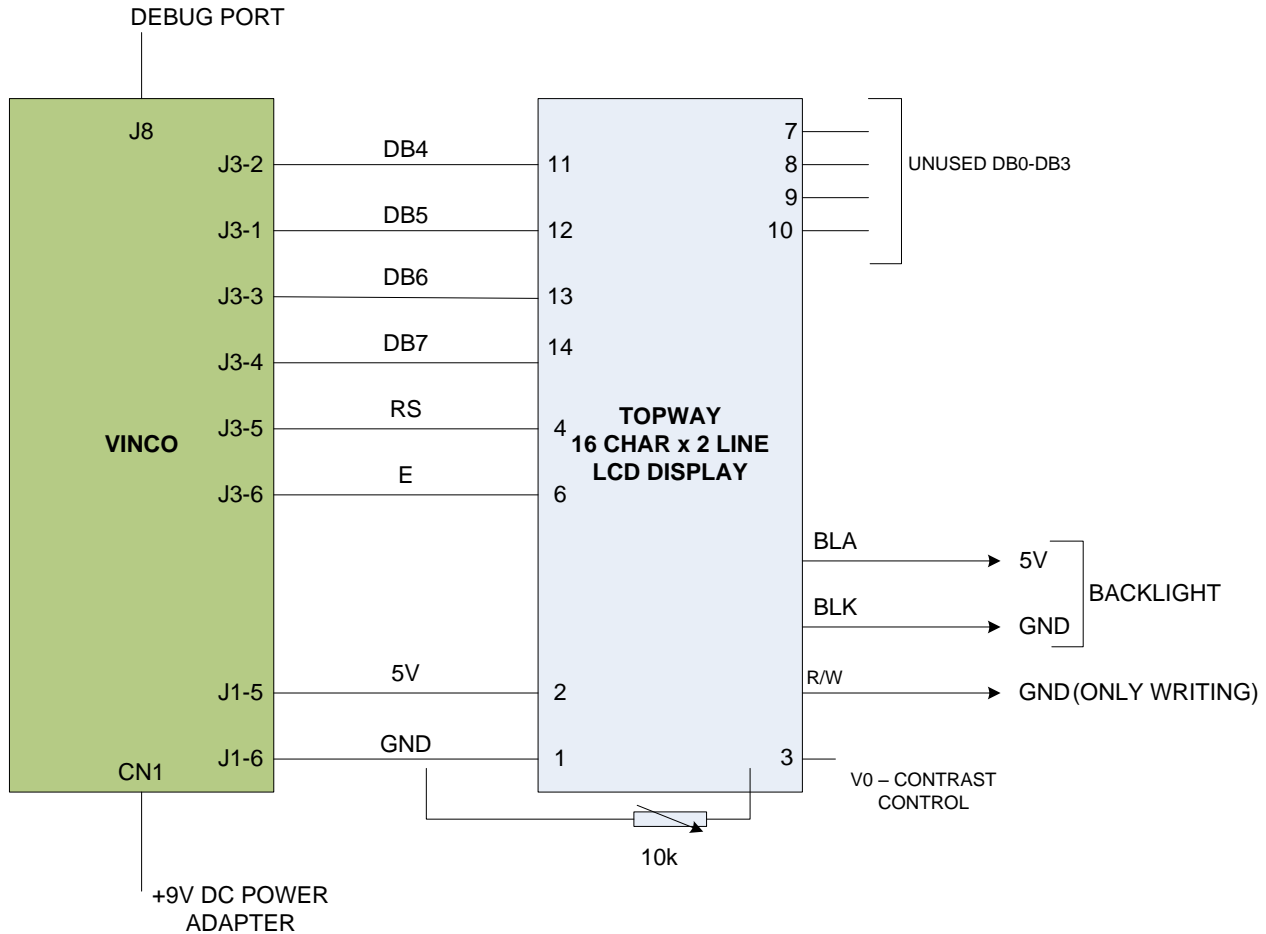 DEBUG PORT
J8
J3-2
DB4
11
7
8
UNUSED DB0-DB3
9
J3-1
DB5
12
10
J3-3
DB6
13
J3-4
DB7
14
J3-5
RS
4
VINCO
TOPWAY
16 CHAR x 2 LINE
LCD DISPLAY
J3-6
E
6
BLA
5V
BACKLIGHT
BLK
GND
J1-5
5V
2
R/W
GND(ONLY WRITING)
J1-6
GND
1
3
V0 – CONTRAST
CONTROL
CN1
10k
+9V DC POWER
ADAPTER